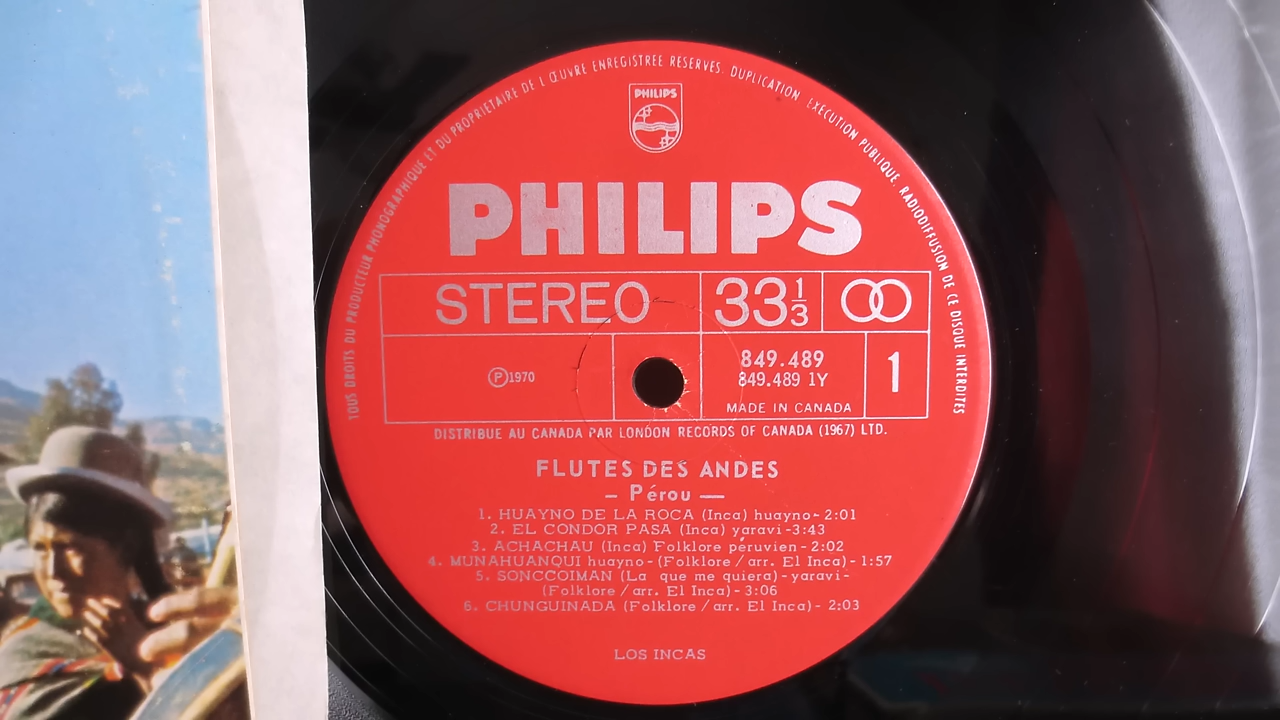 TOUS DROITS DU PRODUCTEUR PHONOGRAPHIQUE ET DU PROPRIETAIRE DE L'ŒUVRE ENREGISTREE RESERVES. DUPLICATION, EXECUTION PUBLIQUE, RADIODIFFUSION DE CE DISQUE INTERDITES
PHILIPS
PHILIPS
STEREO 33 1/3
Ⓟ1970
849.489
849.489 1Y
MADE IN CANADA
1
DISTRIBUE AU CANADA PAR LONDON RECORDS OF CANADA (1967) LTD.
FLUTES DES ANDES
– Pérou —
1. HUAYNO DE LA ROCA (Inca) huayno- 2:01
2. EL CONDOR PASA (Inca) yaravi-3:43
3. ACHACHAU (Inca) Folklore péruvien - 2:02
4. MUNAHUANQUI huayno-(Folklore / arr. El Inca) - 1:57
5. SONCCOIMAN (La que me quiera) - yaravi-
(Folklore / arr. El Inca) - 3:06
6. CHUNGUINADA (Folklore / arr. El Inca) - 2:03
LOS INCAS